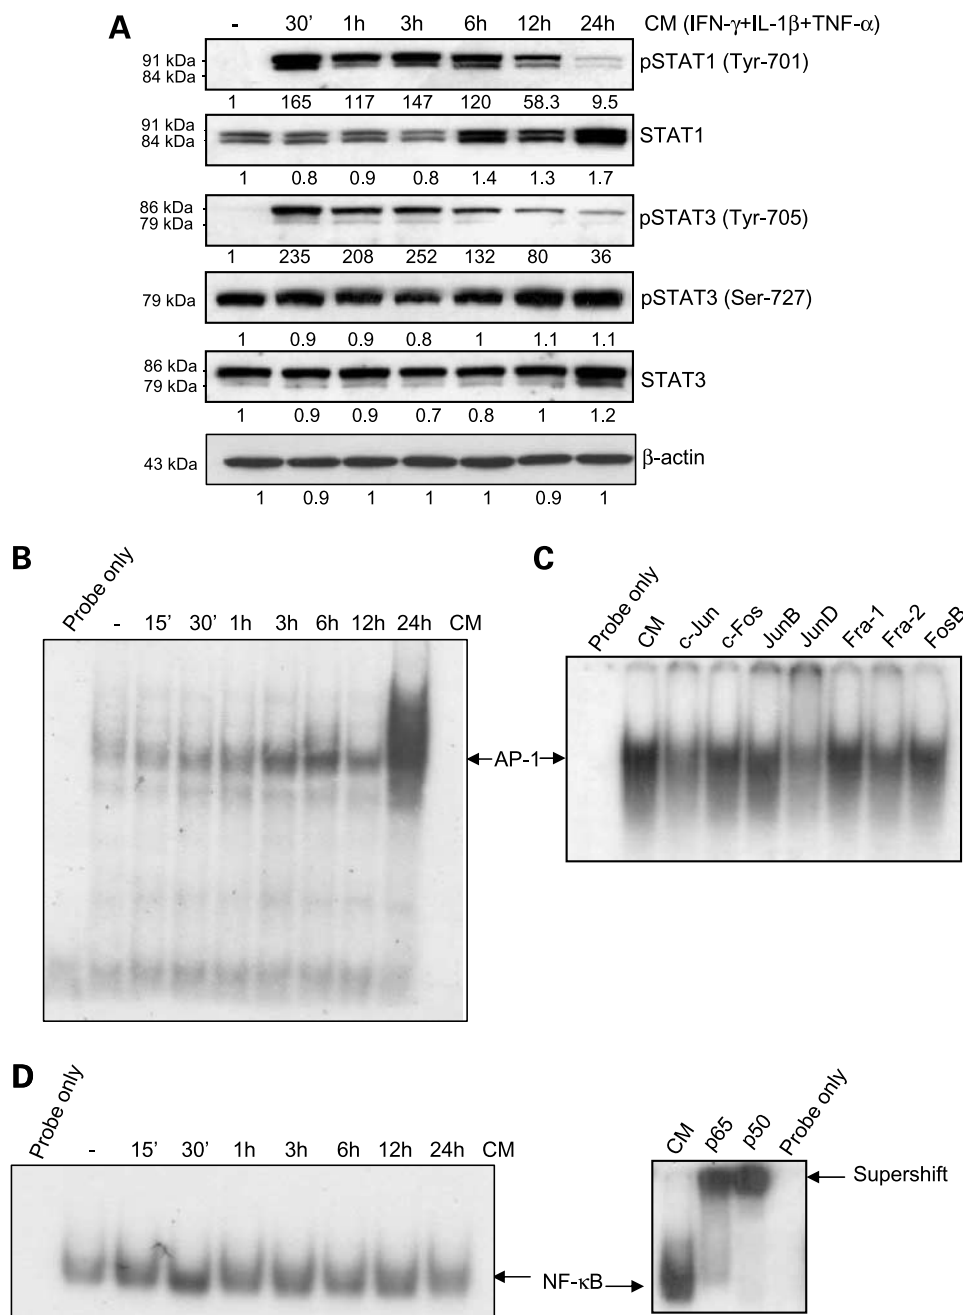 A
- 30’ 1h 3h 6h 12h 24h CM (IFN-γ+IL-1β+TNF-α)
91 kDa
84 kDa
pSTAT1 (Tyr-701)
1 165 117 147 120 58.3 9.5
91 kDa
84 kDa
STAT1
1 0.8 0.9 0.8 1.4 1.3 1.7
86 kDa
79 kDa
pSTAT3 (Tyr-705)
1 235 208 252 132 80 36
79 kDa
pSTAT3 (Ser-727)
1 0.9 0.9 0.8 1 1.1 1.1
86 kDa
79 kDa
STAT3
1 0.9 0.9 0.7 0.8 1 1.2
43 kDa
β-actin
1 0.9 1 1 1 0.9 1
B
Probe only - 15’ 30’ 1h 3h 6h 12h 24h CM
AP-1
C
Probe only CM c-Jun c-Fos JunB JunD Fra-1 Fra-2 FosB
D
Probe only - 15’ 30’ 1h 3h 6h 12h 24h CM
NF-κB
CM p65 p50 Probe only
Supershift